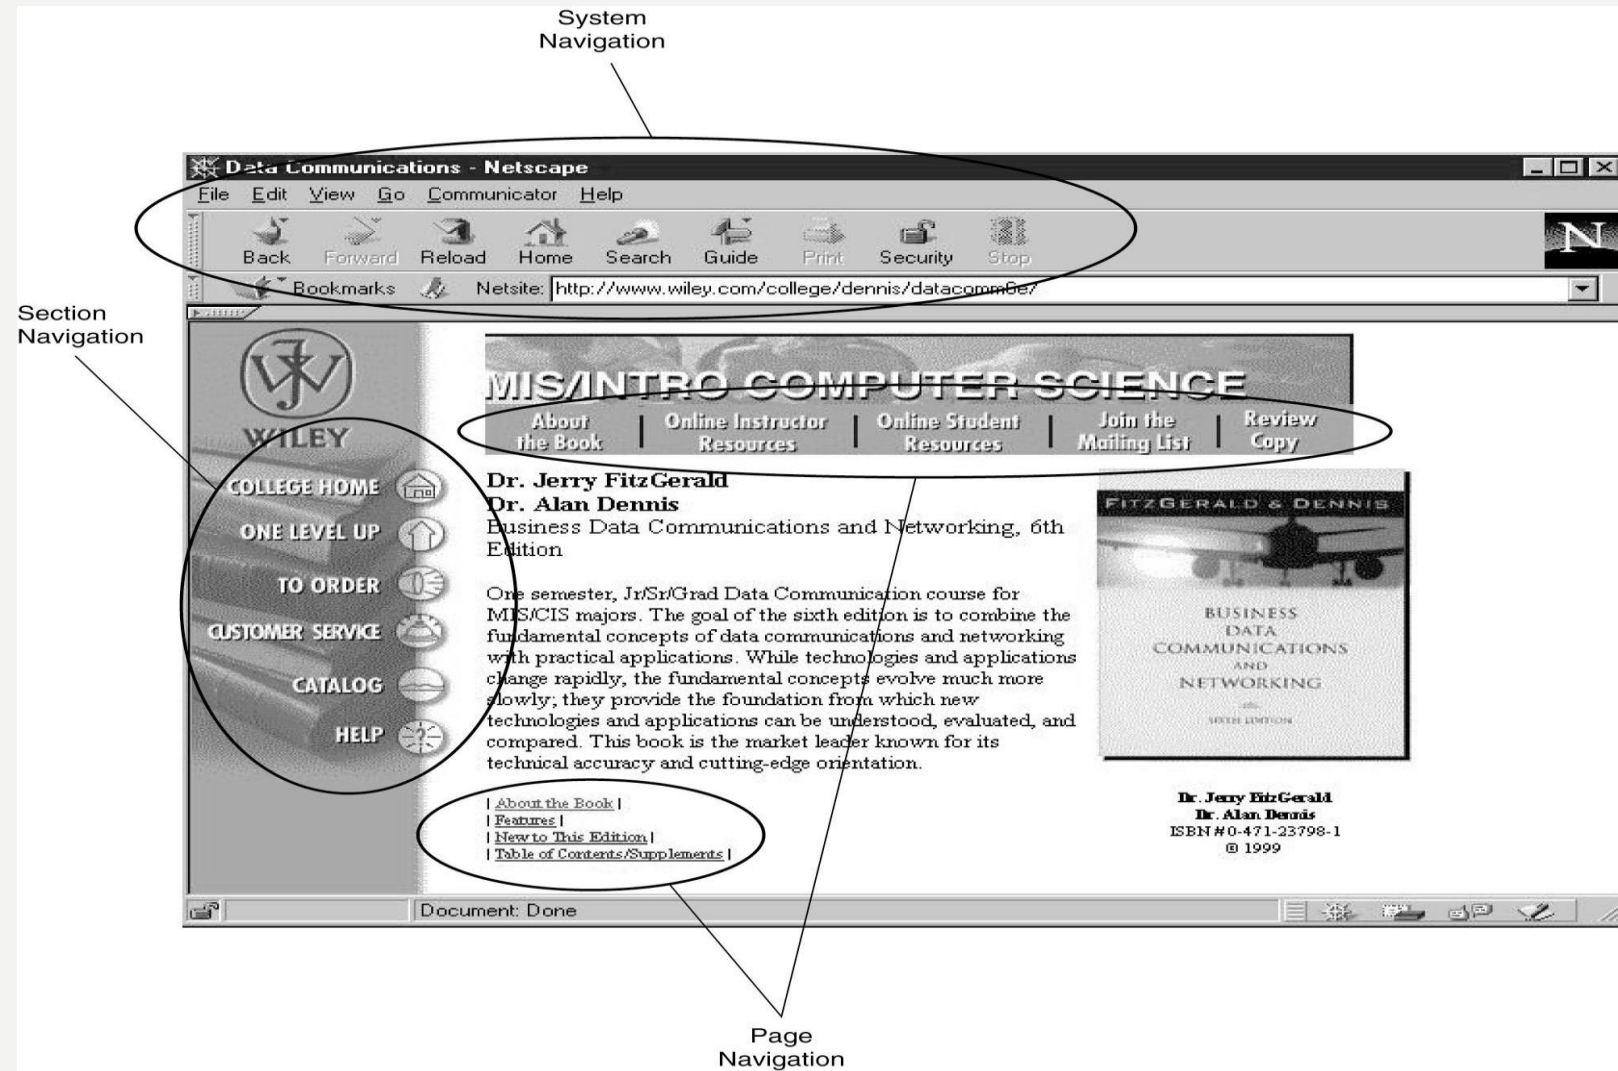 System
Navigation
Data Communications - Netscape
File Edit View Go Communicator Help
Back Forward Reload Home Search Guide Print Security Stop
N
Bookmarks Netsite: http://www.wiley.com/college/dennis/datacomm6e/
Section
Navigation
WILEY
COLLEGE HOME
ONE LEVEL UP
TO ORDER
CUSTOMER SERVICE
CATALOG
HELP
MIS/INTRO COMPUTER SCIENCE
About
the Book
Online Instructor
Resources
Online Student
Resources
Join the
Mailing List
Review
Copy
Dr. Jerry FitzGerald
Dr. Alan Dennis
Business Data Communications and Networking, 6th
Edition
One semester, Jr/Sr/Grad Data Communication course for
MIS/CIS majors. The goal of the sixth edition is to combine the
fundamental concepts of data communications and networking
with practical applications. While technologies and applications
change rapidly, the fundamental concepts evolve much more
slowly; they provide the foundation from which new
technologies and applications can be understood, evaluated, and
compared. This book is the market leader known for its
technical accuracy and cutting-edge orientation.
| About the Book |
| Features |
| New to This Edition |
| Table of Contents/Supplements |
FITZGERALD & DENNIS
BUSINESS
DATA
COMMUNICATIONS
AND
NETWORKING
SIXTH EDITION
Dr. Jerry FitzGerald
Dr. Alan Dennis
ISBN #0-471-23798-1
© 1999
Document: Done
Page
Navigation